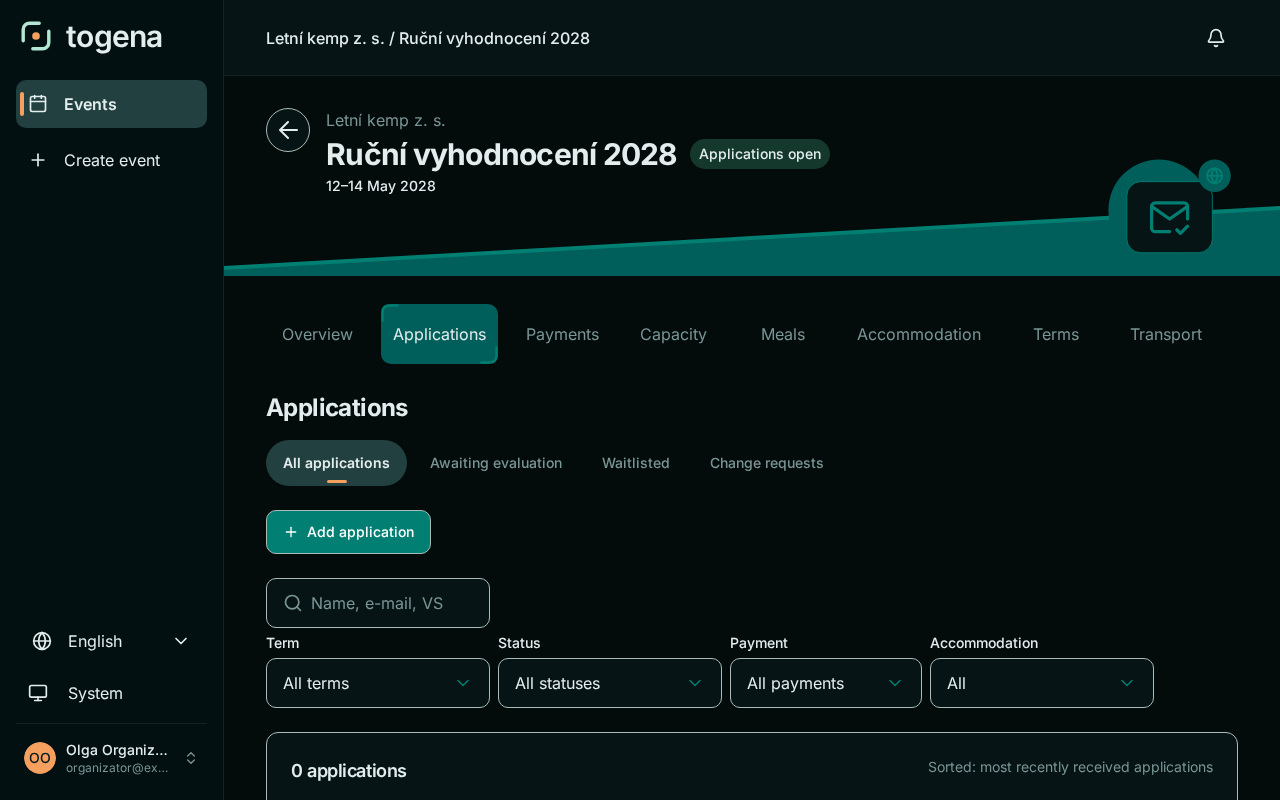 togena
Letní kemp z. s. / Ruční vyhodnocení 2028
Events
Create event
Letní kemp z. s.
Ruční vyhodnocení 2028
Applications open
12–14 May 2028
Overview
Applications
Payments
Capacity
Meals
Accommodation
Terms
Transport
Applications
All applications
Awaiting evaluation
Waitlisted
Change requests
Add application
Name, e-mail, VS
Term
Status
Payment
Accommodation
All terms
All statuses
All payments
All
0 applications
Sorted: most recently received applications
English
System
OO
Olga Organiz...
organizator@ex...